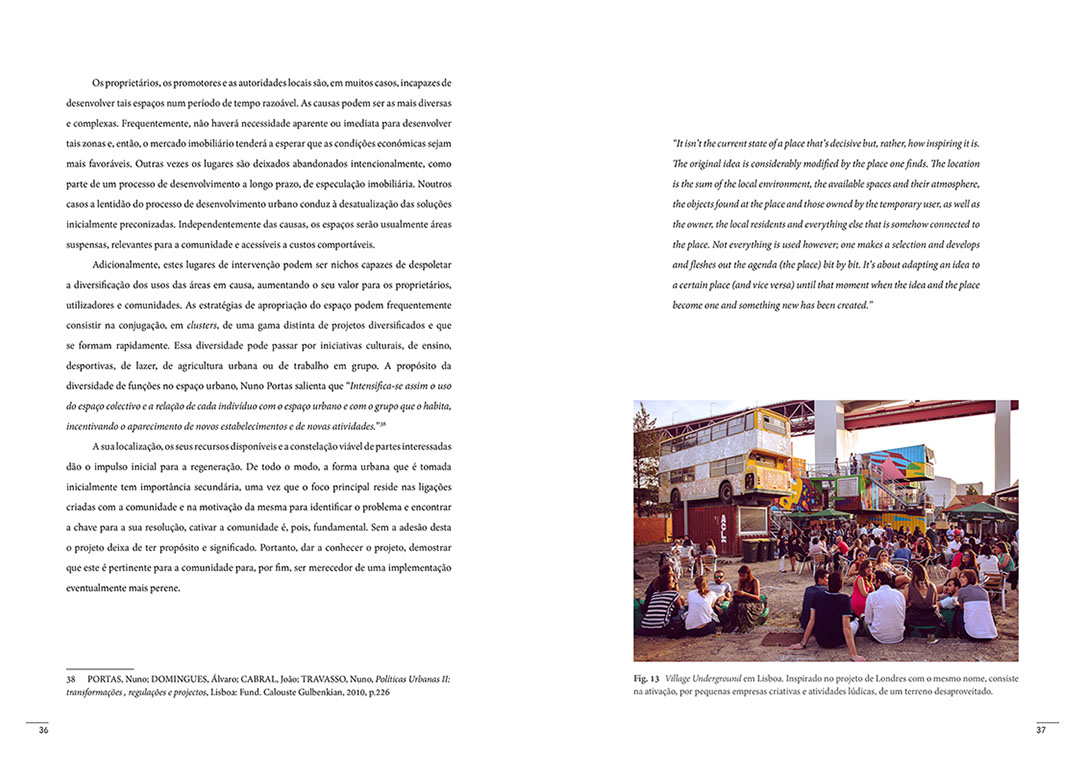 Os proprietários, os promotores e as autoridades locais são, em muitos casos, incapazes de
desenvolver tais espaços num período de tempo razoável. As causas podem ser as mais diversas
e complexas. Frequentemente, não haverá necessidade aparente ou imediata para desenvolver
tais zonas e, então, o mercado imobiliário tenderá a esperar que as condições económicas sejam
mais favoráveis. Outras vezes os lugares são deixados abandonados intencionalmente, como
parte de um processo de desenvolvimento a longo prazo, de especulação imobiliária. Noutros
casos a lentidão do processo de desenvolvimento urbano conduz à desatualização das soluções
inicialmente preconizadas. Independentemente das causas, os espaços serão usualmente áreas
suspensas, relevantes para a comunidade e acessíveis a custos comportáveis.
Adicionalmente, estes lugares de intervenção podem ser nichos capazes de despoletar
a diversificação dos usos das áreas em causa, aumentando o seu valor para os proprietários,
utilizadores e comunidades. As estratégias de apropriação do espaço podem frequentemente
consistir na conjugação, em clusters, de uma gama distinta de projetos diversificados e que
se formam rapidamente. Essa diversidade pode passar por iniciativas culturais, de ensino,
desportivas, de lazer, de agricultura urbana ou de trabalho em grupo. A propósito da
diversidade de funções no espaço urbano, Nuno Portas salienta que “Intensifica-se assim o uso
do espaço colectivo e a relação de cada indivíduo com o espaço urbano e com o grupo que o habita,
incentivando o aparecimento de novos estabelecimentos e de novas atividades.”38
A sua localização, os seus recursos disponíveis e a constelação viável de partes interessadas
dão o impulso inicial para a regeneração. De todo o modo, a forma urbana que é tomada
inicialmente tem importância secundária, uma vez que o foco principal reside nas ligações
criadas com a comunidade e na motivação da mesma para identificar o problema e encontrar
a chave para a sua resolução, cativar a comunidade é, pois, fundamental. Sem a adesão desta
o projeto deixa de ter propósito e significado. Portanto, dar a conhecer o projeto, demostrar
que este é pertinente para a comunidade para, por fim, ser merecedor de uma implementação
eventualmente mais perene.
38 PORTAS, Nuno; DOMINGUES, Álvaro; CABRAL, João; TRAVASSO, Nuno, Políticas Urbanas II:
transformações , regulações e projectos, Lisboa: Fund. Calouste Gulbenkian, 2010, p.226
36
“It isn’t the current state of a place that’s decisive but, rather, how inspiring it is.
The original idea is considerably modified by the place one finds. The location
is the sum of the local environment, the available spaces and their atmosphere,
the objects found at the place and those owned by the temporary user, as well as
the owner, the local residents and everything else that is somehow connected to
the place. Not everything is used however; one makes a selection and develops
and fleshes out the agenda (the place) bit by bit. It’s about adapting an idea to
a certain place (and vice versa) until that moment when the idea and the place
become one and something new has been created.”
ACL
Fig. 13 Village Underground em Lisboa. Inspirado no projeto de Londres com o mesmo nome, consiste
na ativação, por pequenas empresas criativas e atividades lúdicas, de um terreno desaproveitado.
37